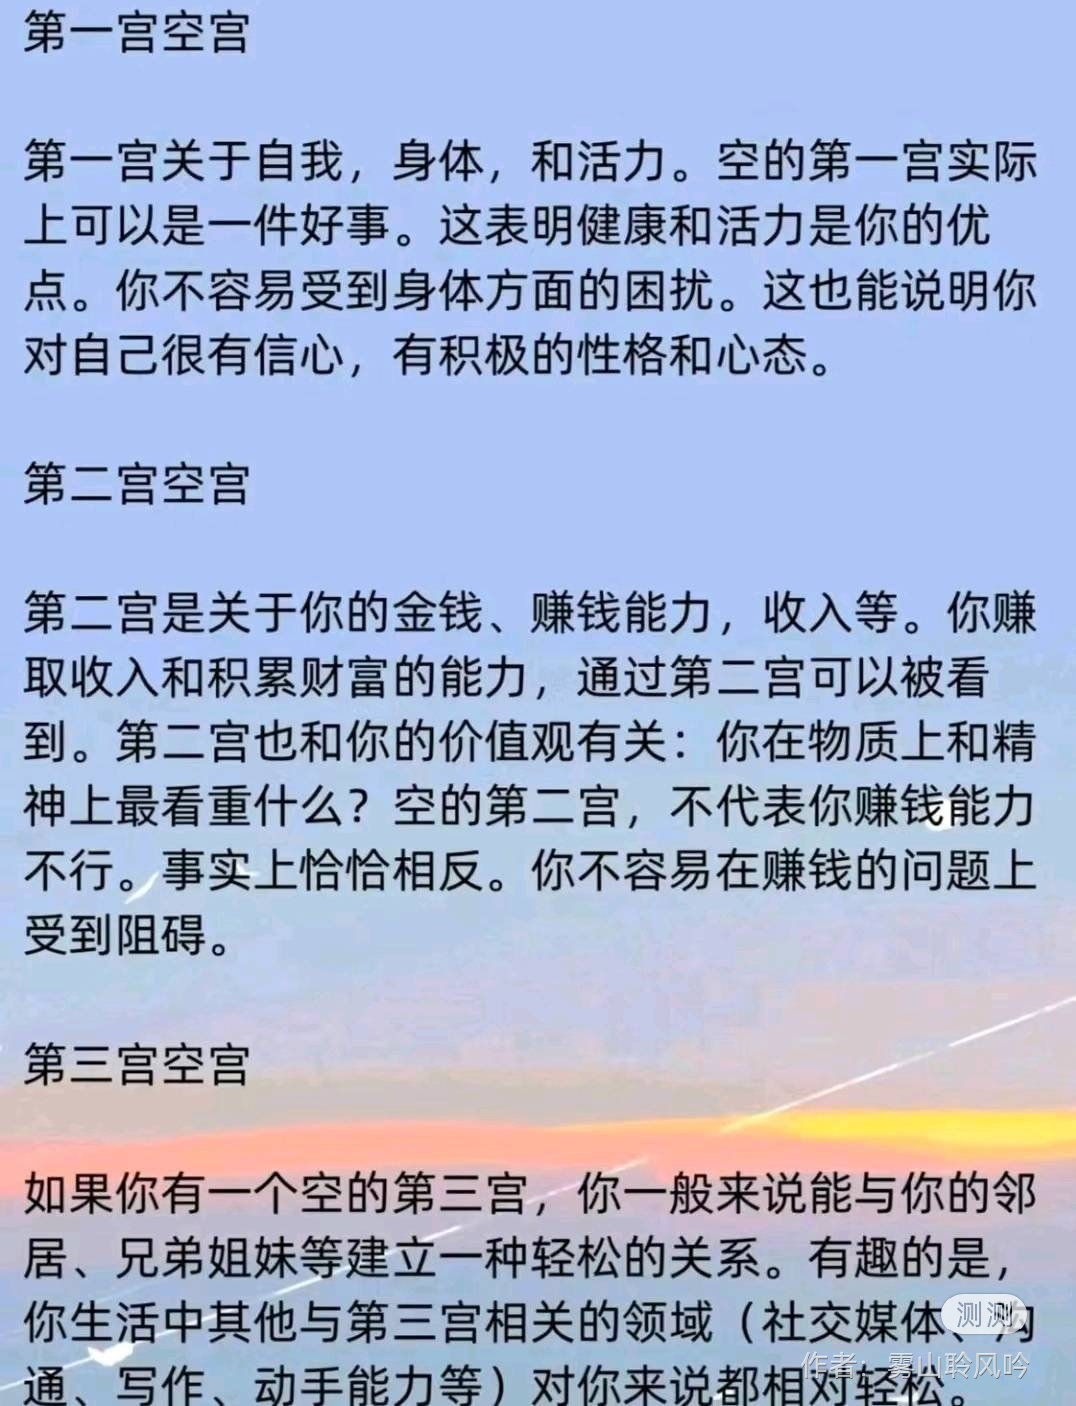 第一宫空宫
第一宫关于自我，身体，和活力。空的第一宫实际
上可以是一件好事。这表明健康和活力是你的优
点。你不容易受到身体方面的困扰。这也能说明你
对自己很有信心，有积极的性格和心态。
第二宫空宫
第二宫是关于你的金钱、赚钱能力，收入等。你赚
取收入和积累财富的能力，通过第二宫可以被看
到。第二宫也和你的价值观有关：你在物质上和精
神上最看重什么？空的第二宫，不代表你赚钱能力
不行。事实上恰恰相反。你不容易在赚钱的问题上
受到阻碍。
第三宫空宫
如果你有一个空的第三宫，你一般来说能与你的邻
居、兄弟姐妹等建立一种轻松的关系。有趣的是，
你生活中其他与第三宫相关的领域（社交媒体、沟
通、写作、动手能力等）对你来说都相对轻松。
测测
作者：雾山聆风吟